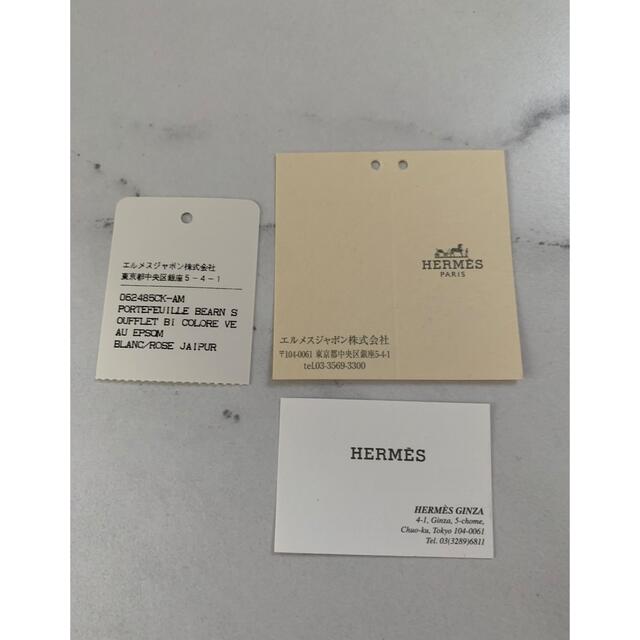 エルメスジャポン株式会社
東京都中央区銀座5-4-1
062485CK-AM
PORTEFEUILLE BEARN S
OUFFLET BI COLORE VE
AU EPSOM
BLANC/ROSE JAIPUR
HERMÈS
PARIS
エルメスジャポン株式会社
〒104-0061 東京都中央区銀座5-4-1
tel.03-3569-3300
HERMÈS
HERMÈS GINZA
4-1, Ginza, 5-chome,
Chuo-ku, Tokyo 104-0061
Tel. 03(3289)6811